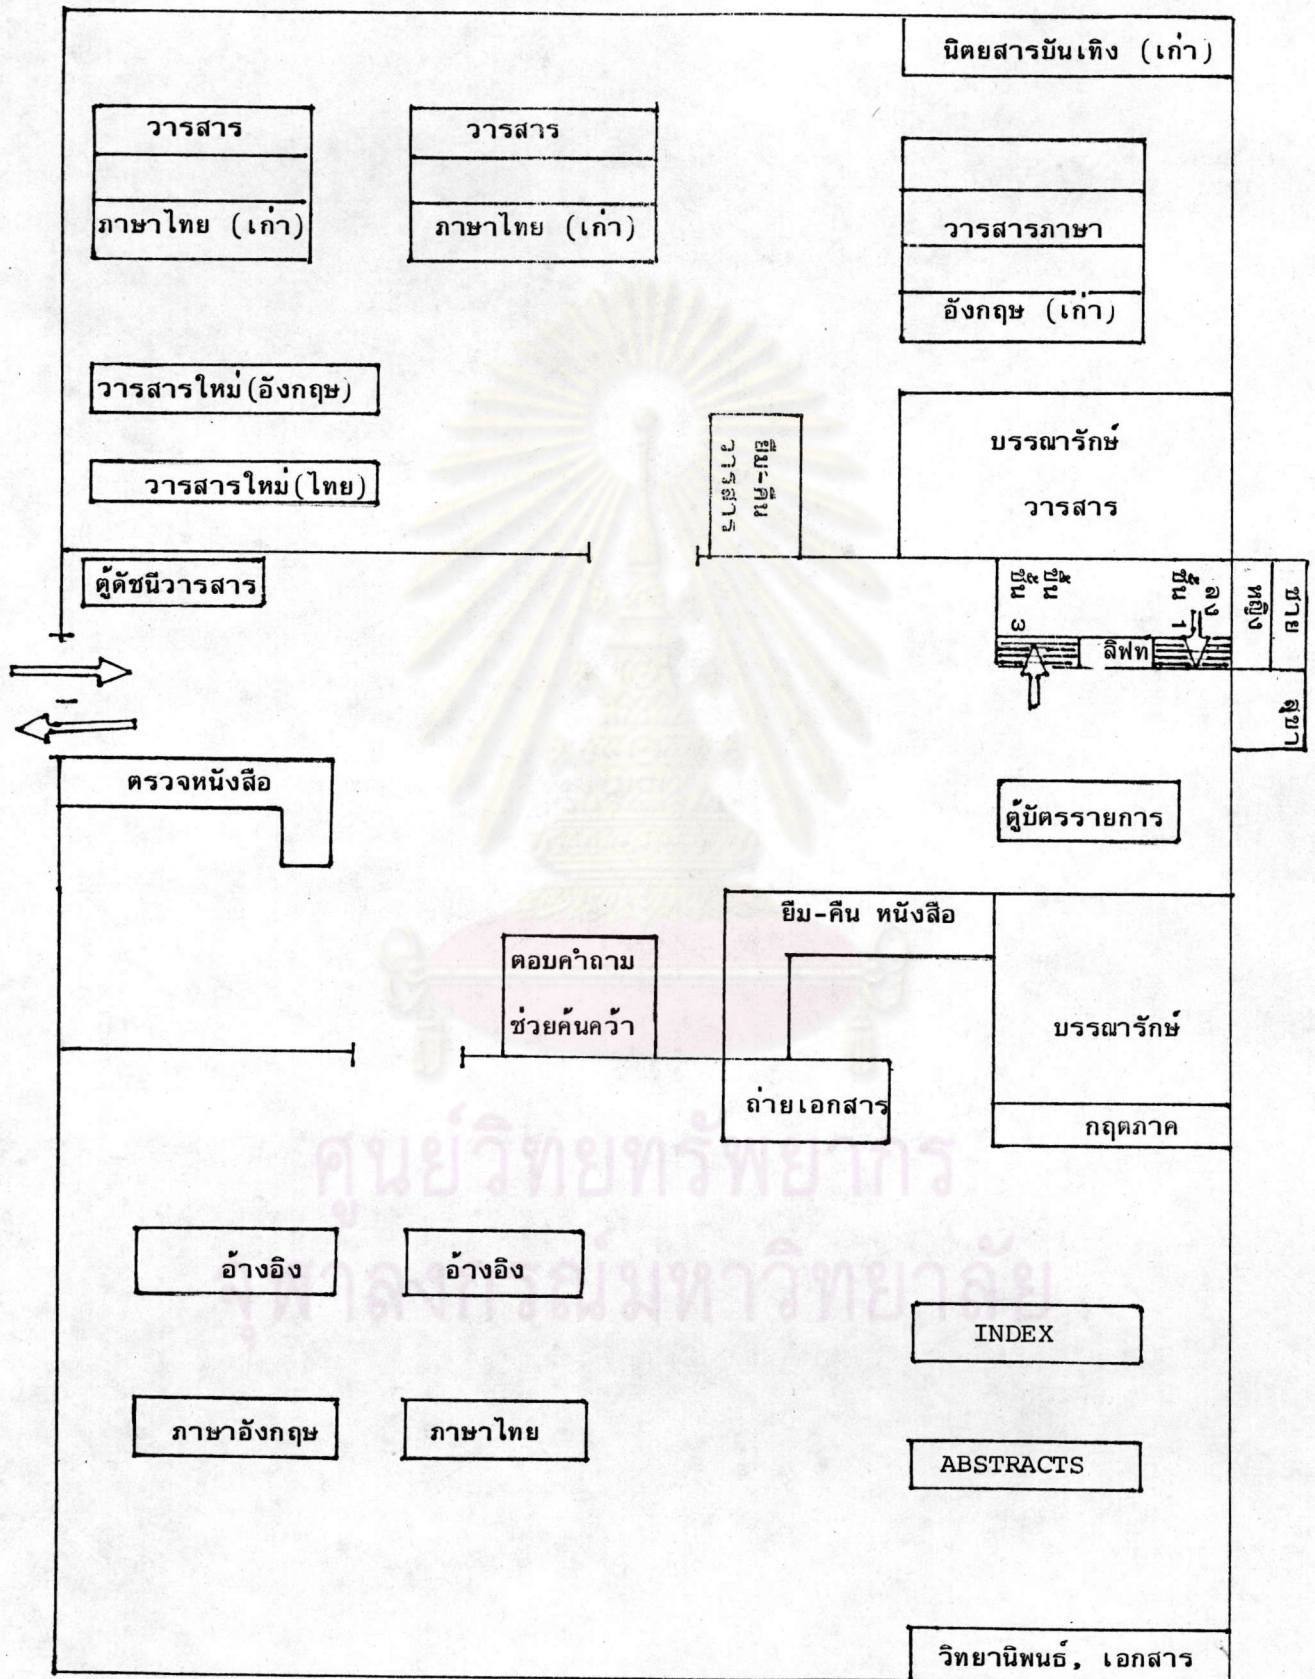 นิตยสารบันเทิง (เก่า)
วารสาร
ภาษาไทย (เก่า)
วารสาร
ภาษาไทย (เก่า)
วารสารภาษา
อังกฤษ (เก่า)
วารสารใหม่(อังกฤษ)
วารสารใหม่(ไทย)
ยืม-คืน
วารสาร
บรรณารักษ์
วารสาร
ตู้ดัชนีวารสาร
ขึ้น
ชั้น 3
ลง
ชั้น 1
ลิฟท
หญิง
ชาย
สุขา
ตรวจหนังสือ
ตู้บัตรรายการ
ยืม-คืน หนังสือ
ตอบคำถาม
ช่วยค้นคว้า
บรรณารักษ์
ถ่ายเอกสาร
กฤตภาค
ศูนย์วิทยทรัพยากร
จุฬาลงกรณ์มหาวิทยาลัย
อ้างอิง
อ้างอิง
INDEX
ภาษาอังกฤษ
ภาษาไทย
ABSTRACTS
วิทยานิพนธ์, เอกสาร